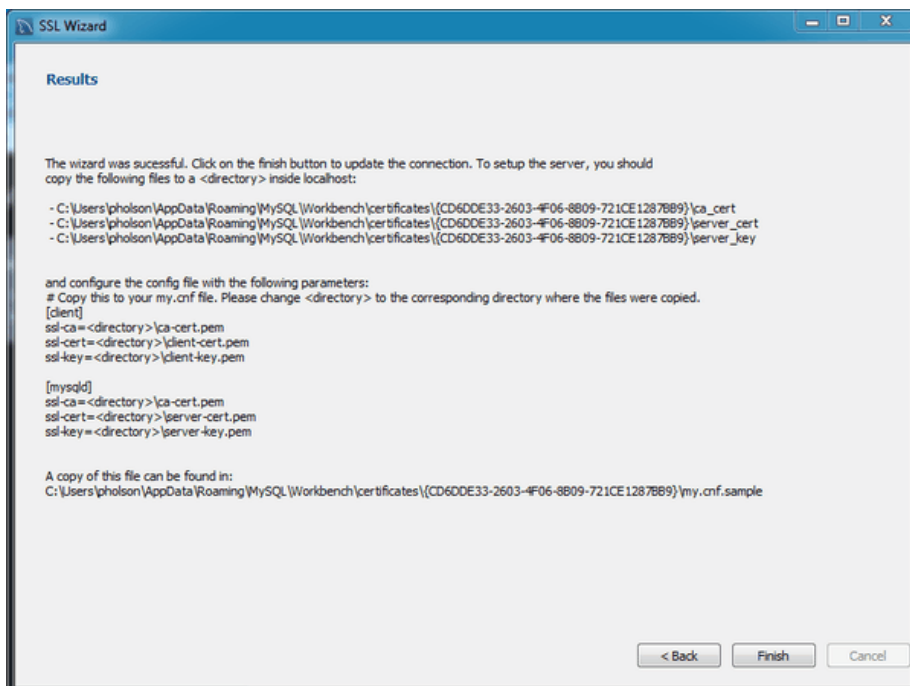 SSL Wizard
Results
The wizard was sucessful. Click on the finish button to update the connection. To setup the server, you should
copy the following files to a <directory> inside localhost:
- C:\Users\pholson\AppData\Roaming\MySQL\Workbench\certificates\{CD6DDE33-2603-4F06-8B09-721CE1287BB9}\ca_cert
- C:\Users\pholson\AppData\Roaming\MySQL\Workbench\certificates\{CD6DDE33-2603-4F06-8B09-721CE1287BB9}\server_cert
- C:\Users\pholson\AppData\Roaming\MySQL\Workbench\certificates\{CD6DDE33-2603-4F06-8B09-721CE1287BB9}\server_key
and configure the config file with the following parameters:
# Copy this to your my.cnf file. Please change <directory> to the corresponding directory where the files were copied.
[client]
ssl-ca=<directory>\ca-cert.pem
ssl-cert=<directory>\client-cert.pem
ssl-key=<directory>\client-key.pem
[mysqld]
ssl-ca=<directory>\ca-cert.pem
ssl-cert=<directory>\server-cert.pem
ssl-key=<directory>\server-key.pem
A copy of this file can be found in:
C:\Users\pholson\AppData\Roaming\MySQL\Workbench\certificates\{CD6DDE33-2603-4F06-8B09-721CE1287BB9}\my.cnf.sample
< Back Finish Cancel